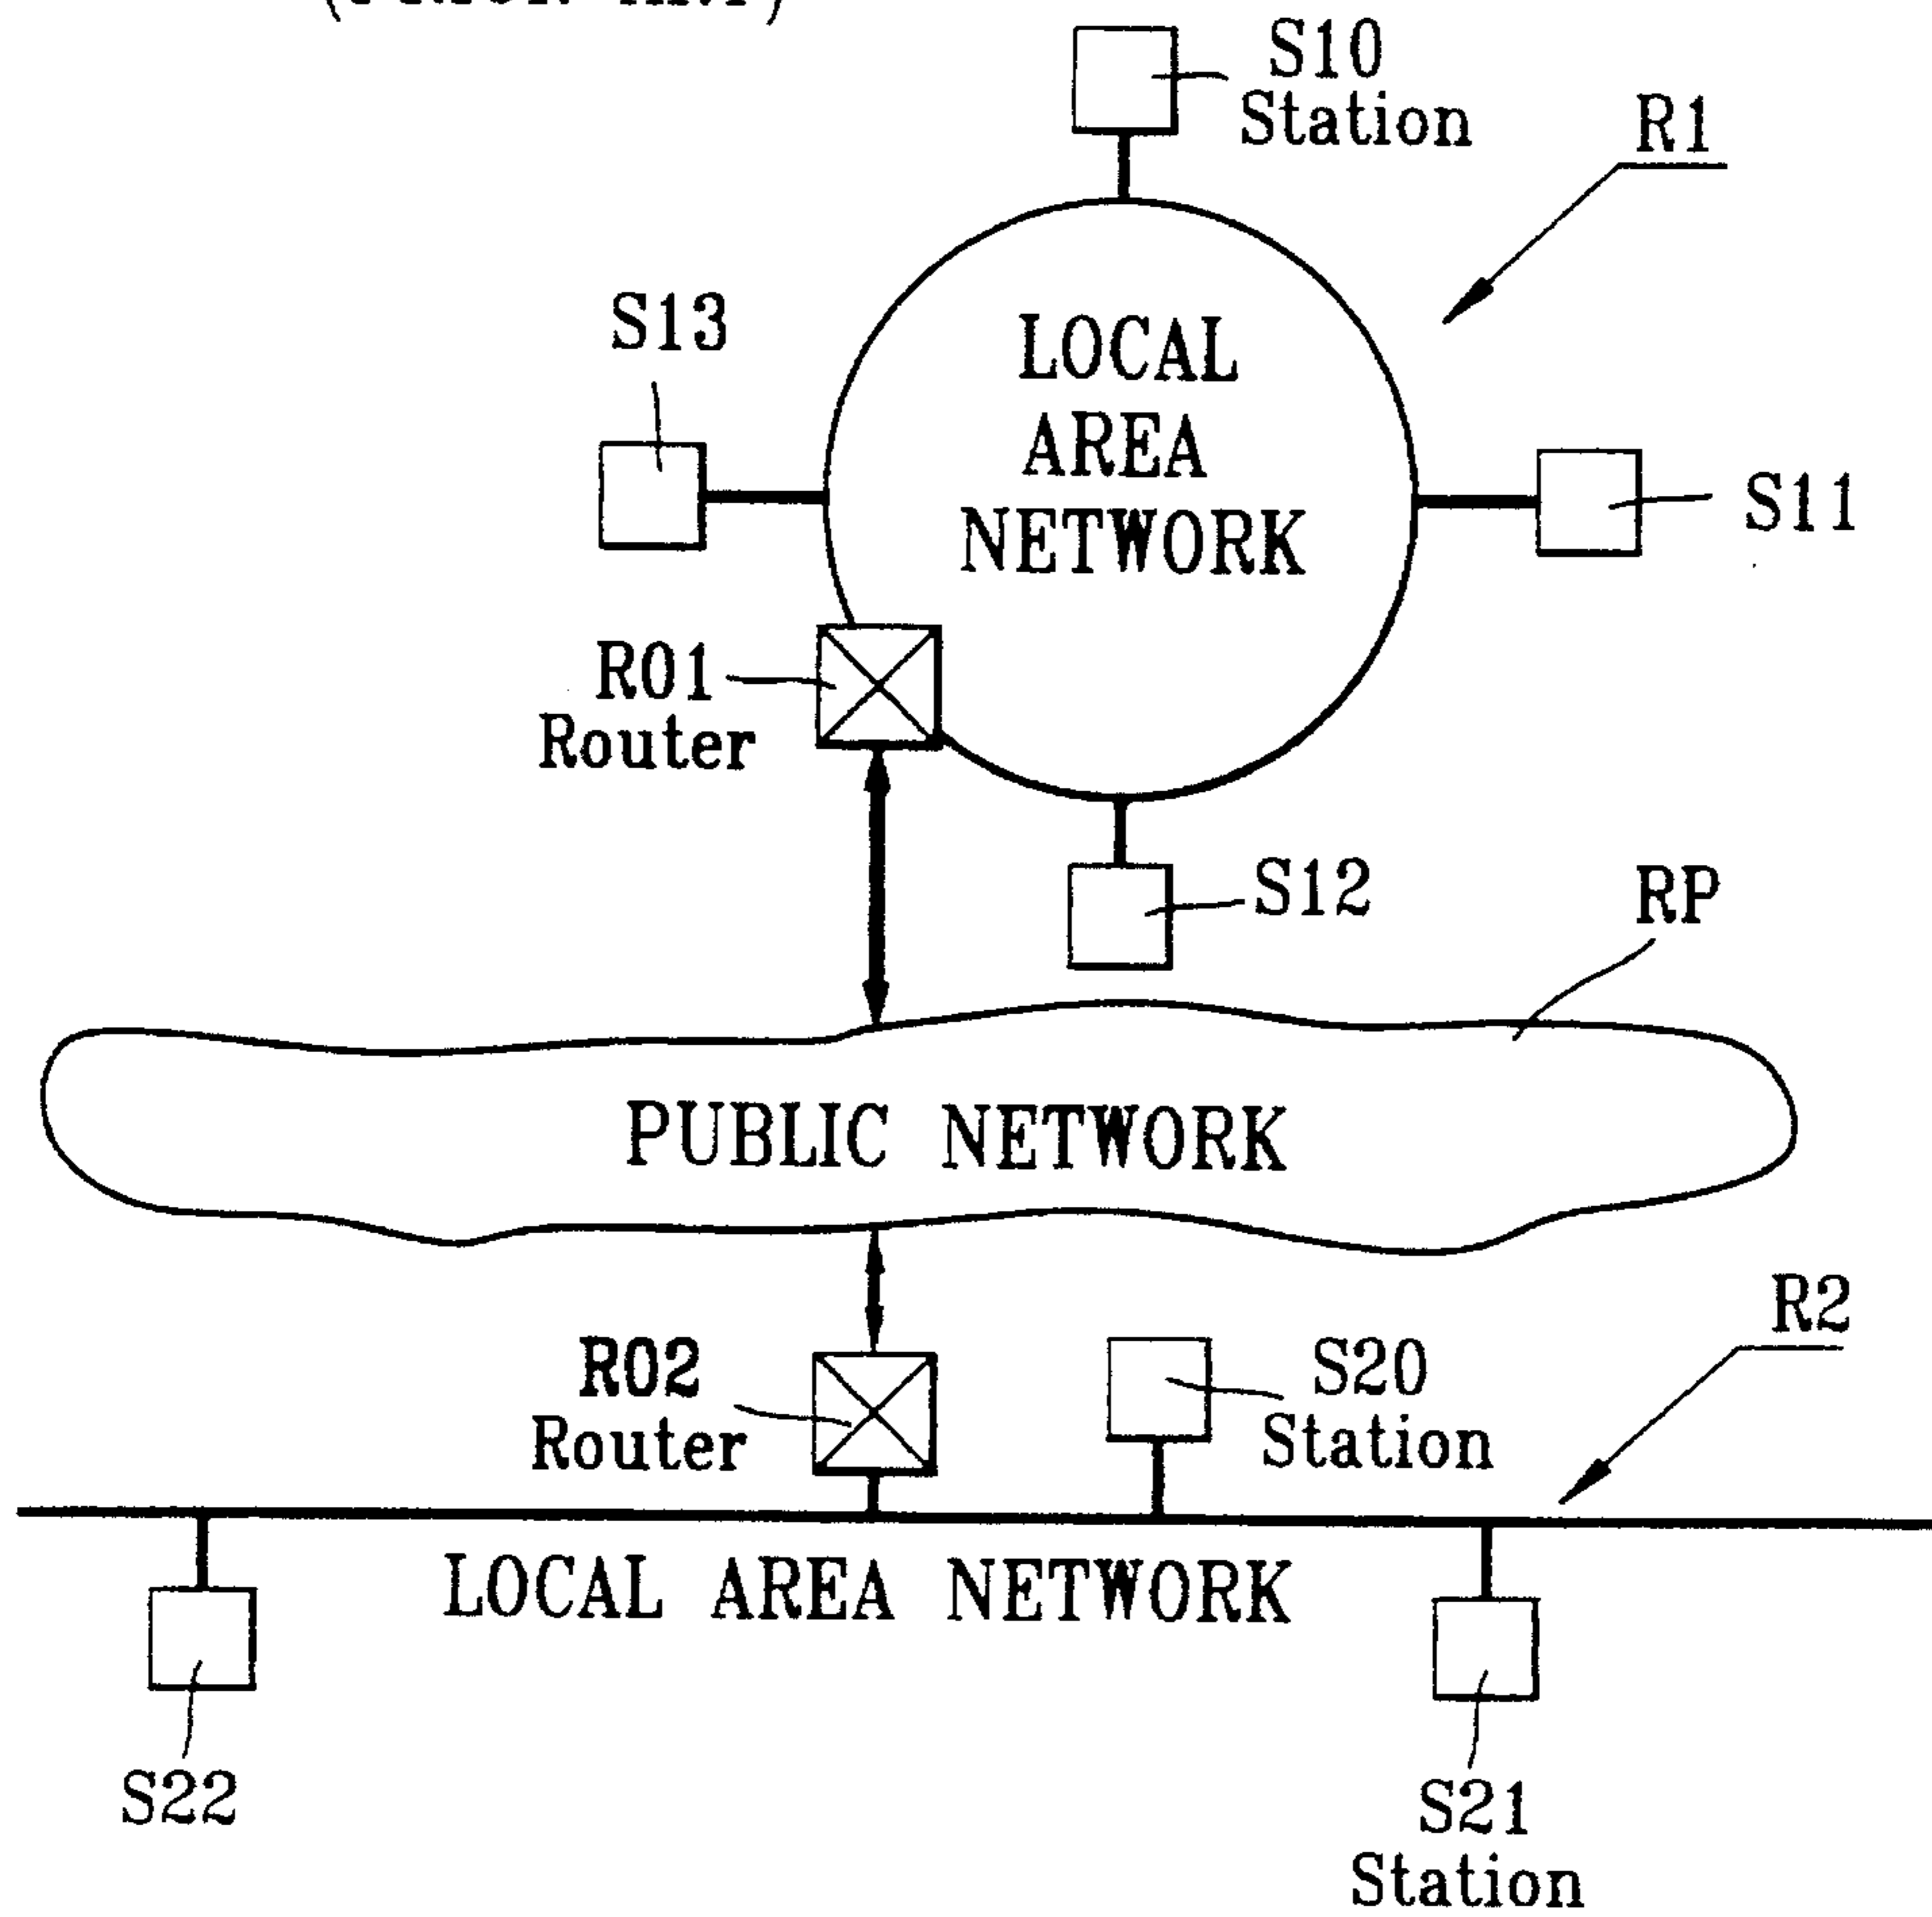 S10
Station
R1
S13
LOCAL
AREA
NETWORK
S11
R01
Router
S12
RP
PUBLIC NETWORK
R2
R02
Router
S20
Station
LOCAL AREA NETWORK
S22
S21
Station